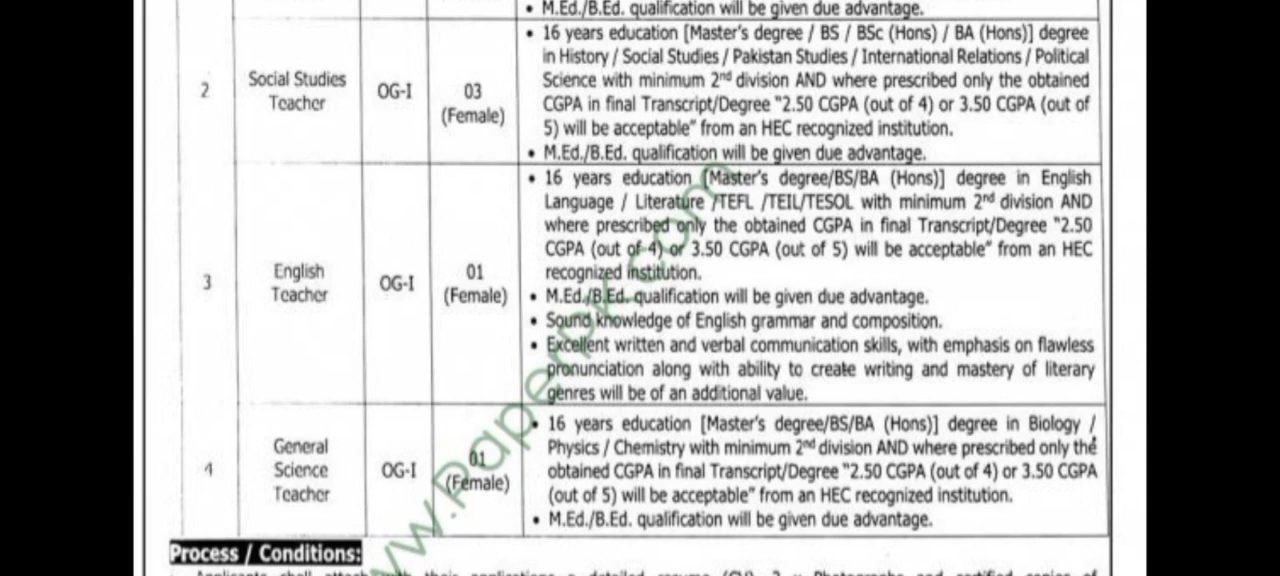 • M.Ed./B.Ed. qualification will be given due advantage.
2
Social Studies
Teacher
OG-I
03
(Female)
• 16 years education [Master's degree / BS / BSc (Hons) / BA (Hons)] degree
in History / Social Studies / Pakistan Studies / International Relations / Political
Science with minimum 2nd division AND where prescribed only the obtained
CGPA in final Transcript/Degree "2.50 CGPA (out of 4) or 3.50 CGPA (out of
5) will be acceptable" from an HEC recognized institution.
• M.Ed./B.Ed. qualification will be given due advantage.
3
English
Teacher
OG-I
01
(Female)
• 16 years education [Master's degree/BS/BA (Hons)] degree in English
Language / Literature /TEFL /TEIL/TESOL with minimum 2nd division AND
where prescribed only the obtained CGPA in final Transcript/Degree "2.50
CGPA (out of 4) or 3.50 CGPA (out of 5) will be acceptable" from an HEC
recognized institution.
• M.Ed./B.Ed. qualification will be given due advantage.
• Sound knowledge of English grammar and composition.
• Excellent written and verbal communication skills, with emphasis on flawless
pronunciation along with ability to create writing and mastery of literary
genres will be of an additional value.
4
General
Science
Teacher
OG-I
01
(Female)
• 16 years education [Master's degree/BS/BA (Hons)] degree in Biology /
Physics / Chemistry with minimum 2nd division AND where prescribed only the
obtained CGPA in final Transcript/Degree "2.50 CGPA (out of 4) or 3.50 CGPA
(out of 5) will be acceptable" from an HEC recognized institution.
• M.Ed./B.Ed. qualification will be given due advantage.
Process / Conditions:
www.Paperpk.com